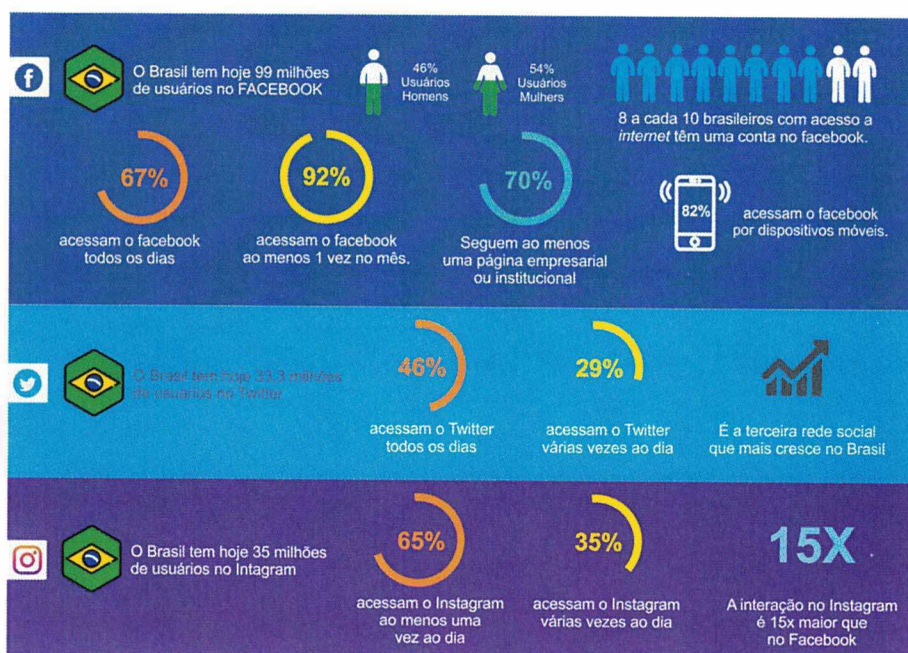 O Brasil tem hoje 99 milhões
de usuários no FACEBOOK
46%
Usuários
Homens
54%
Usuários
Mulhers
8 a cada 10 brasileiros com acesso a
internet têm uma conta no facebook.
67%
acessam o facebook
todos os dias
92%
acessam o facebook
ao menos 1 vez no mês.
70%
Seguem ao menos
uma página empresarial
ou institucional
82%
acessam o facebook
por dispositivos móveis.
O Brasil tem hoje 33,3 milhões
de usuários no Twitter
46%
acessam o Twitter
todos os dias
29%
acessam o Twitter
várias vezes ao dia
É a terceira rede social
que mais cresce no Brasil
O Brasil tem hoje 35 milhões
de usuários no Intagram
65%
acessam o Instagram
ao menos uma
vez ao dia
35%
acessam o Instagram
várias vezes ao dia
15X
A interação no Instagram
é 15x maior que
no Facebook